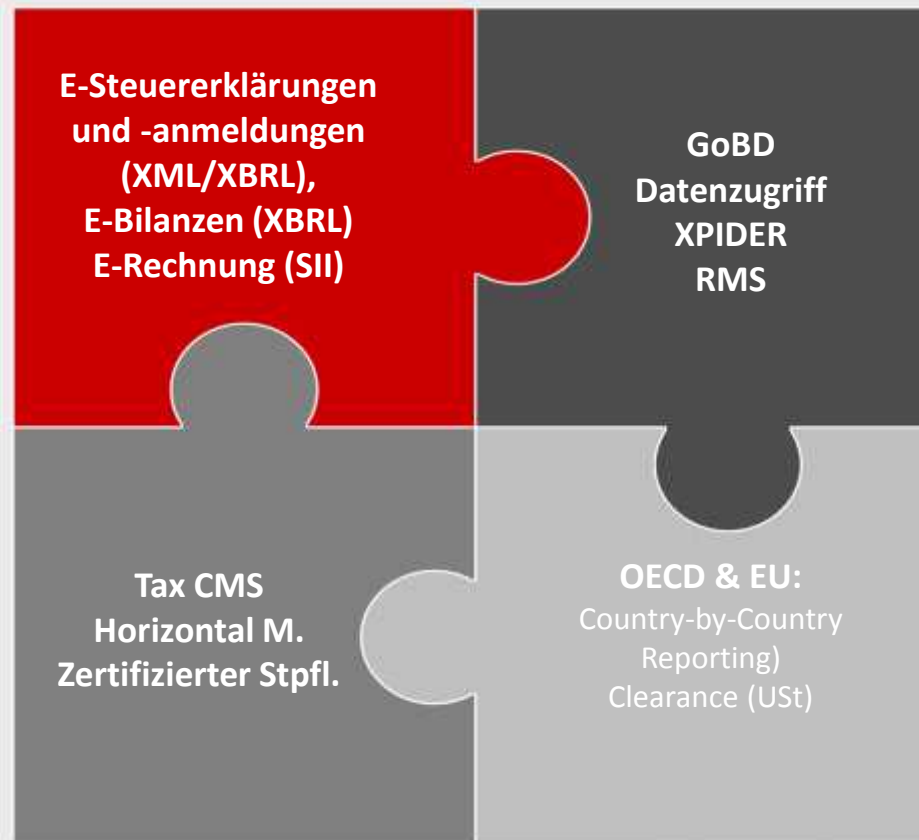 E-Steuererklärungen
und -anmeldungen
(XML/XBRL),
E-Bilanzen (XBRL)
E-Rechnung (SII)
GoBD
Datenzugriff
XPIDER
RMS
Tax CMS
Horizontal M.
Zertifizierter Stpfl.
OECD & EU:
Country-by-Country
Reporting)
Clearance (USt)